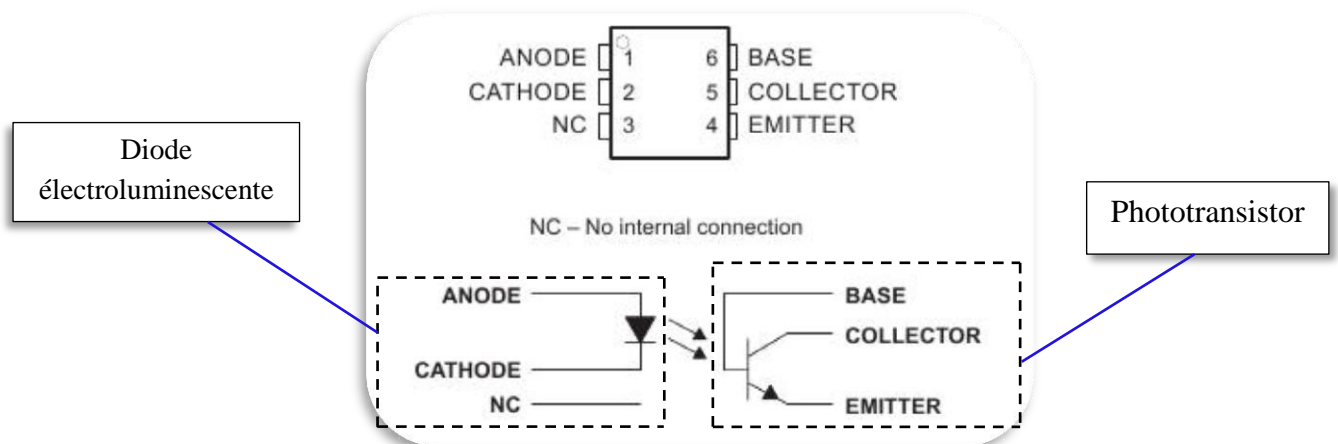 ANODE 1 6 BASE
CATHODE 2 5 COLLECTOR
NC 3 4 EMITTER
Diode
électroluminescente
Phototransistor
NC – No internal connection
ANODE
CATHODE
NC
BASE
COLLECTOR
EMITTER